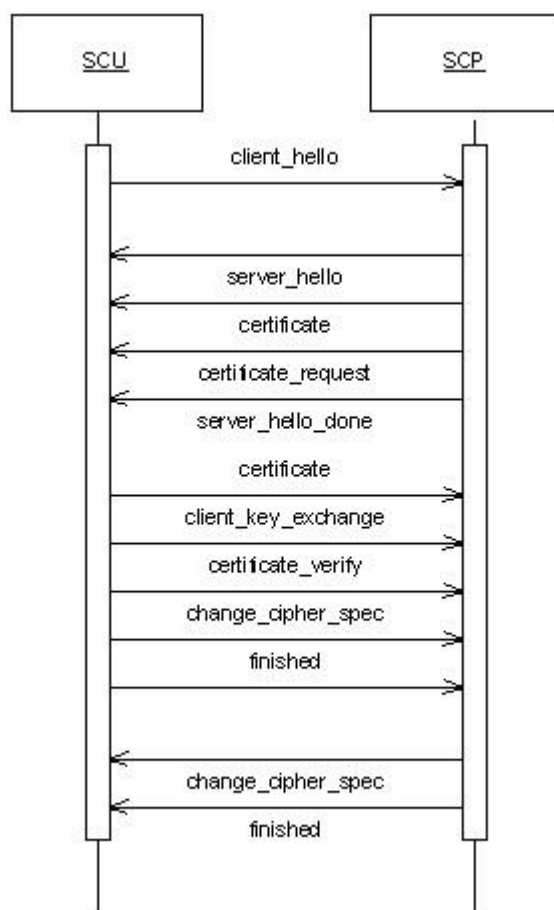 SCU
SCP
client_hello
server_hello
certificate
certificate_request
server_hello_done
certificate
client_key_exchange
certificate_verify
change_cipher_spec
finished
change_cipher_spec
finished